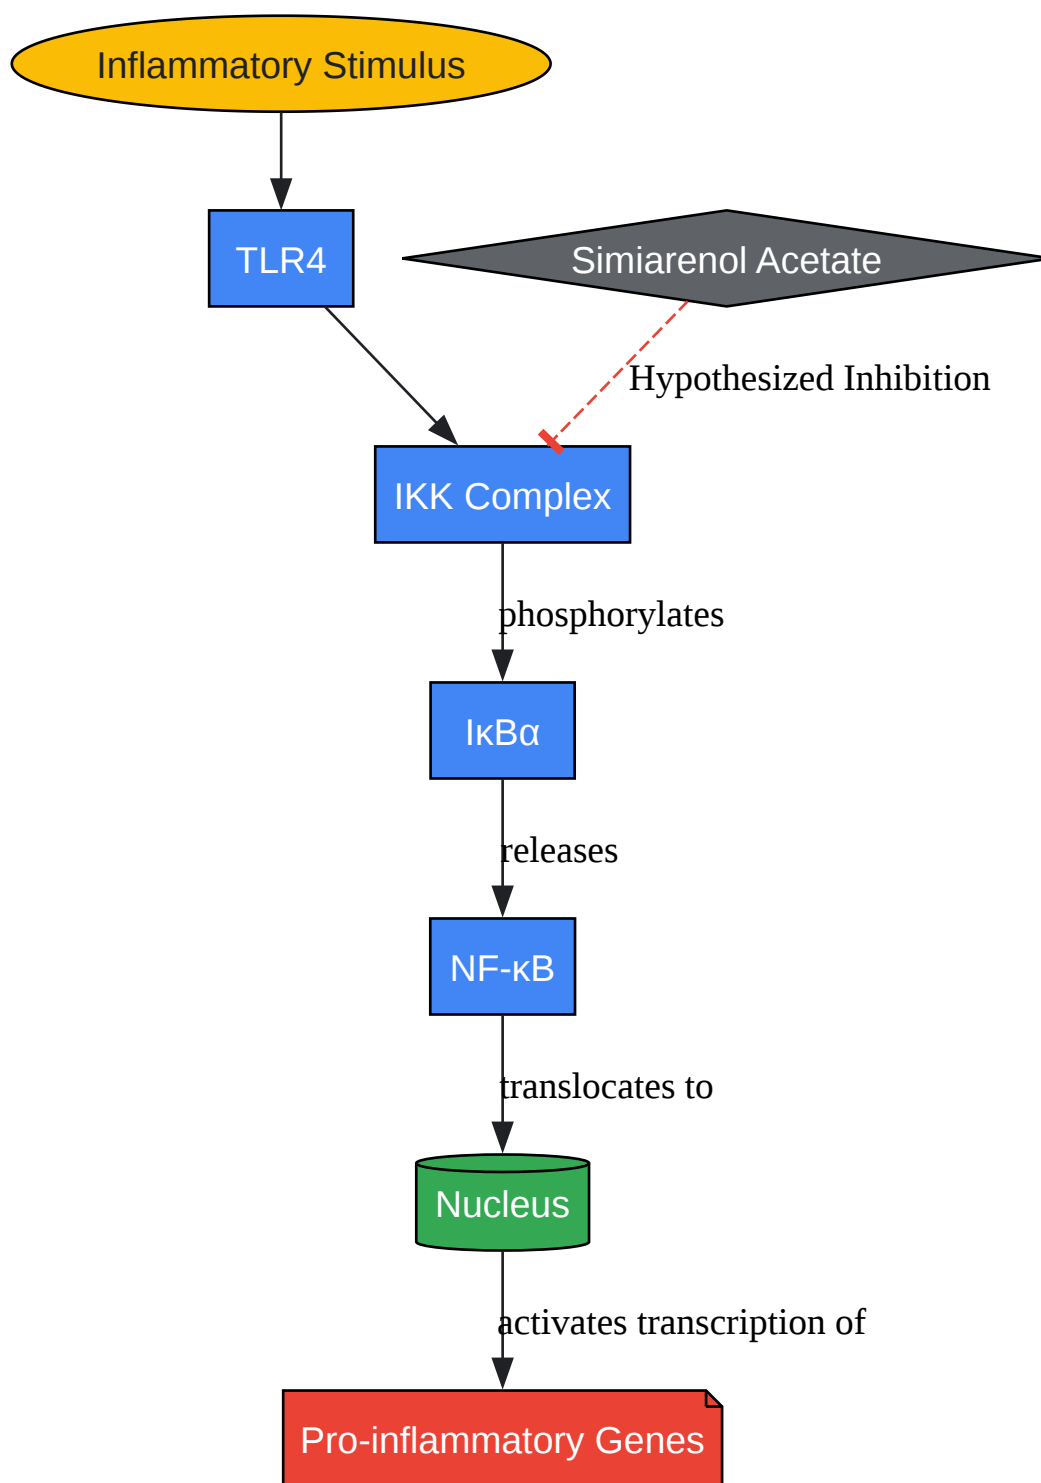 Inflammatory Stimulus
TLR4
Simiarenol Acetate
Hypothesized Inhibition
IKK Complex
phosphorylates
IκBα
releases
NF-κB
translocates to
Nucleus
activates transcription of
Pro-inflammatory Genes